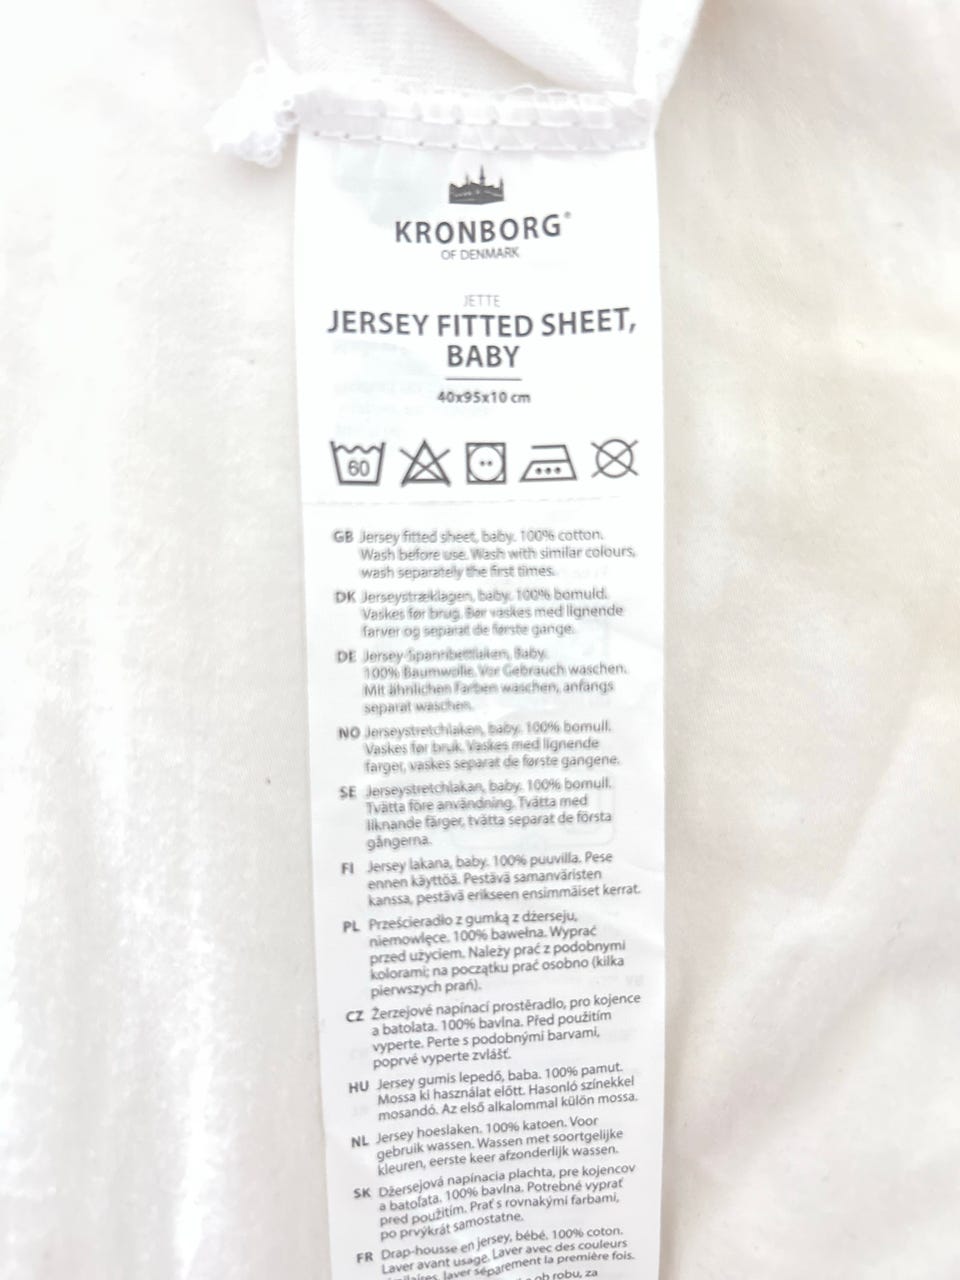 KRONBORG®
OF DENMARK
JETTE
JERSEY FITTED SHEET,
BABY
40x95x10 cm
60
GB Jersey fitted sheet, baby. 100% cotton.
Wash before use. Wash with similar colours,
wash separately the first times.
DK Jerseystræklagen, baby. 100% bomuld.
Vaskes før brug. Bør vaskes med lignende
farver og separat de første gange.
DE Jersey-Spannbettlaken, Baby.
100% Baumwolle. Vor Gebrauch waschen.
Mit ähnlichen Farben waschen, anfangs
separat waschen.
NO Jerseystretchlaken, baby. 100% bomull.
Vaskes før bruk. Vaskes med lignende
farger, vaskes separat de første gangene.
SE Jerseystretchlakan, baby. 100% bomull.
Tvätta före användning. Tvätta med
liknande färger, tvätta separat de första
gångerna.
FI Jersey lakana, baby. 100% puuvilla. Pese
ennen käyttöä. Pestävä samanväristen
kanssa, pestävä erikseen ensimmäiset kerrat.
PL Prześcieradło z gumką z dżerseju,
niemowlęce. 100% bawełna. Wyprać
przed użyciem. Należy prać z podobnymi
kolorami; na początku prać osobno (kilka
pierwszych prań).
CZ Žerzejové napínací prostěradlo, pro kojence
a batolata. 100% bavlna. Před použitím
vyperte. Perte s podobnými barvami,
poprvé vyperte zvlášť.
HU Jersey gumis lepedő, baba. 100% pamut.
Mossa ki használat előtt. Hasonló színekkel
mosandó. Az első alkalommal külön mossa.
NL Jersey hoeslaken. 100% katoen. Voor
gebruik wassen. Wassen met soortgelijke
kleuren, eerste keer afzonderlijk wassen.
SK Džersejová napínacia plachta, pre kojencov
a batoľata. 100% bavlna. Potrebné vyprať
pred použitím. Prať s rovnakými farbami,
po prvýkrát samostatne.
FR Drap-housse en jersey, bébé. 100% coton.
Laver avant usage. Laver avec des couleurs
similaires, laver séparement la première fois.
ob robu, za